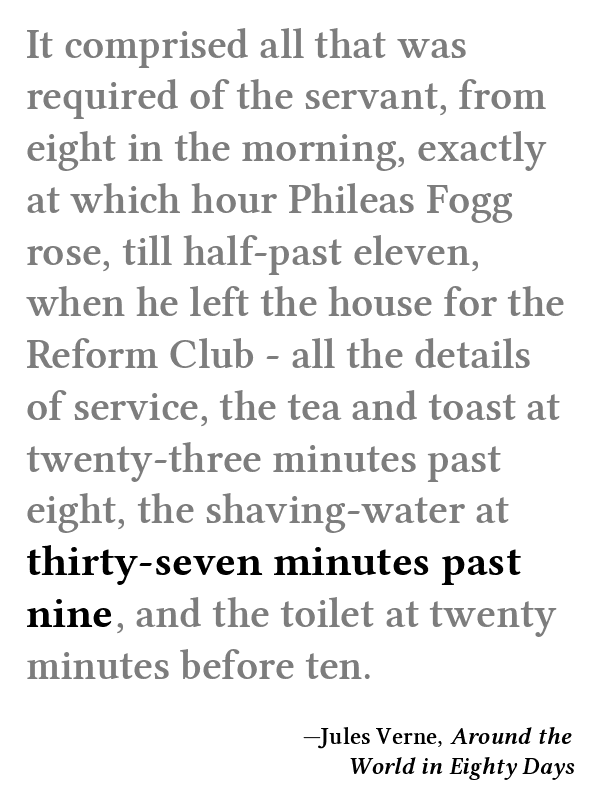 It comprised all that was
required of the servant, from
eight in the morning, exactly
at which hour Phileas Fogg
rose, till half-past eleven,
when he left the house for the
Reform Club - all the details
of service, the tea and toast at
twenty-three minutes past
eight, the shaving-water at
thirty-seven minutes past
nine, and the toilet at twenty
minutes before ten.
—Jules Verne, Around the
World in Eighty Days